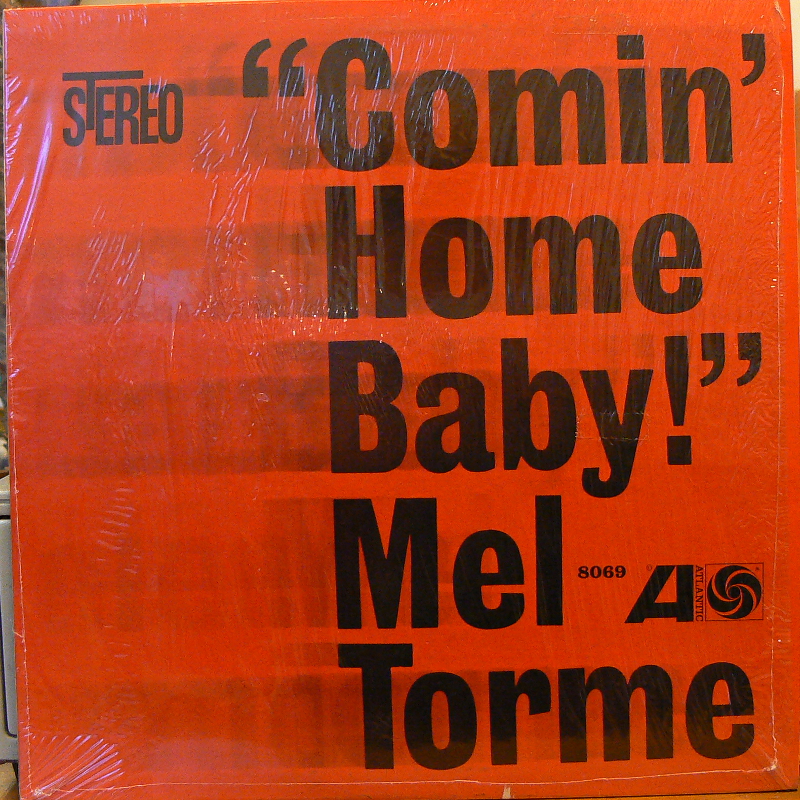 STEREO
“Comin’
Home
Baby!”
Mel
8069
ATLANTIC
Torme